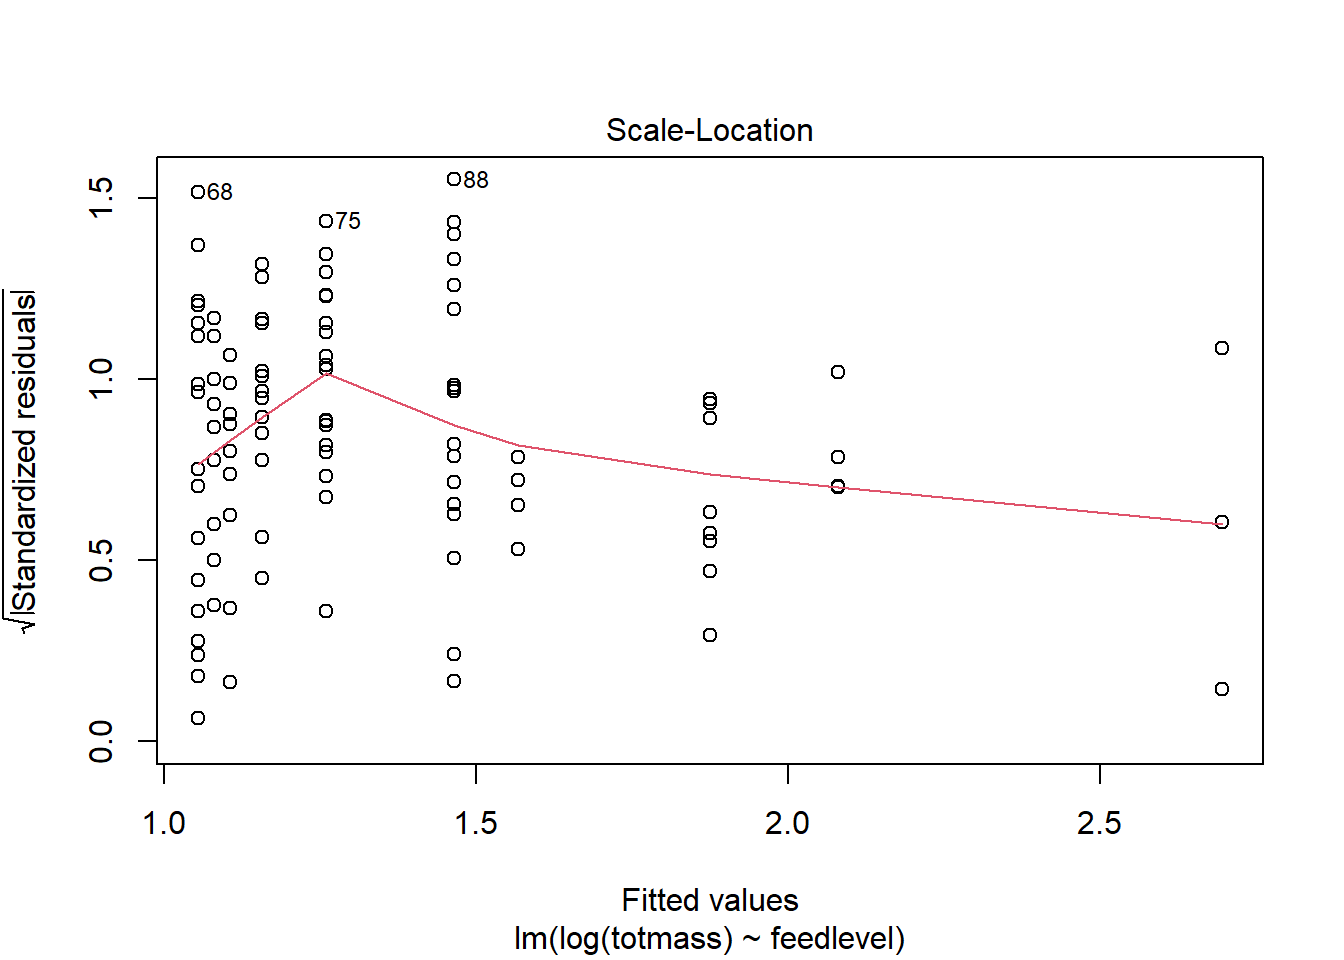 Scale-Location
√|Standardized residuals|
1.5
1.0
0.5
0.0
68
75
88
1.0 1.5 2.0 2.5
Fitted values
lm(log(totmass) ~ feedlevel)